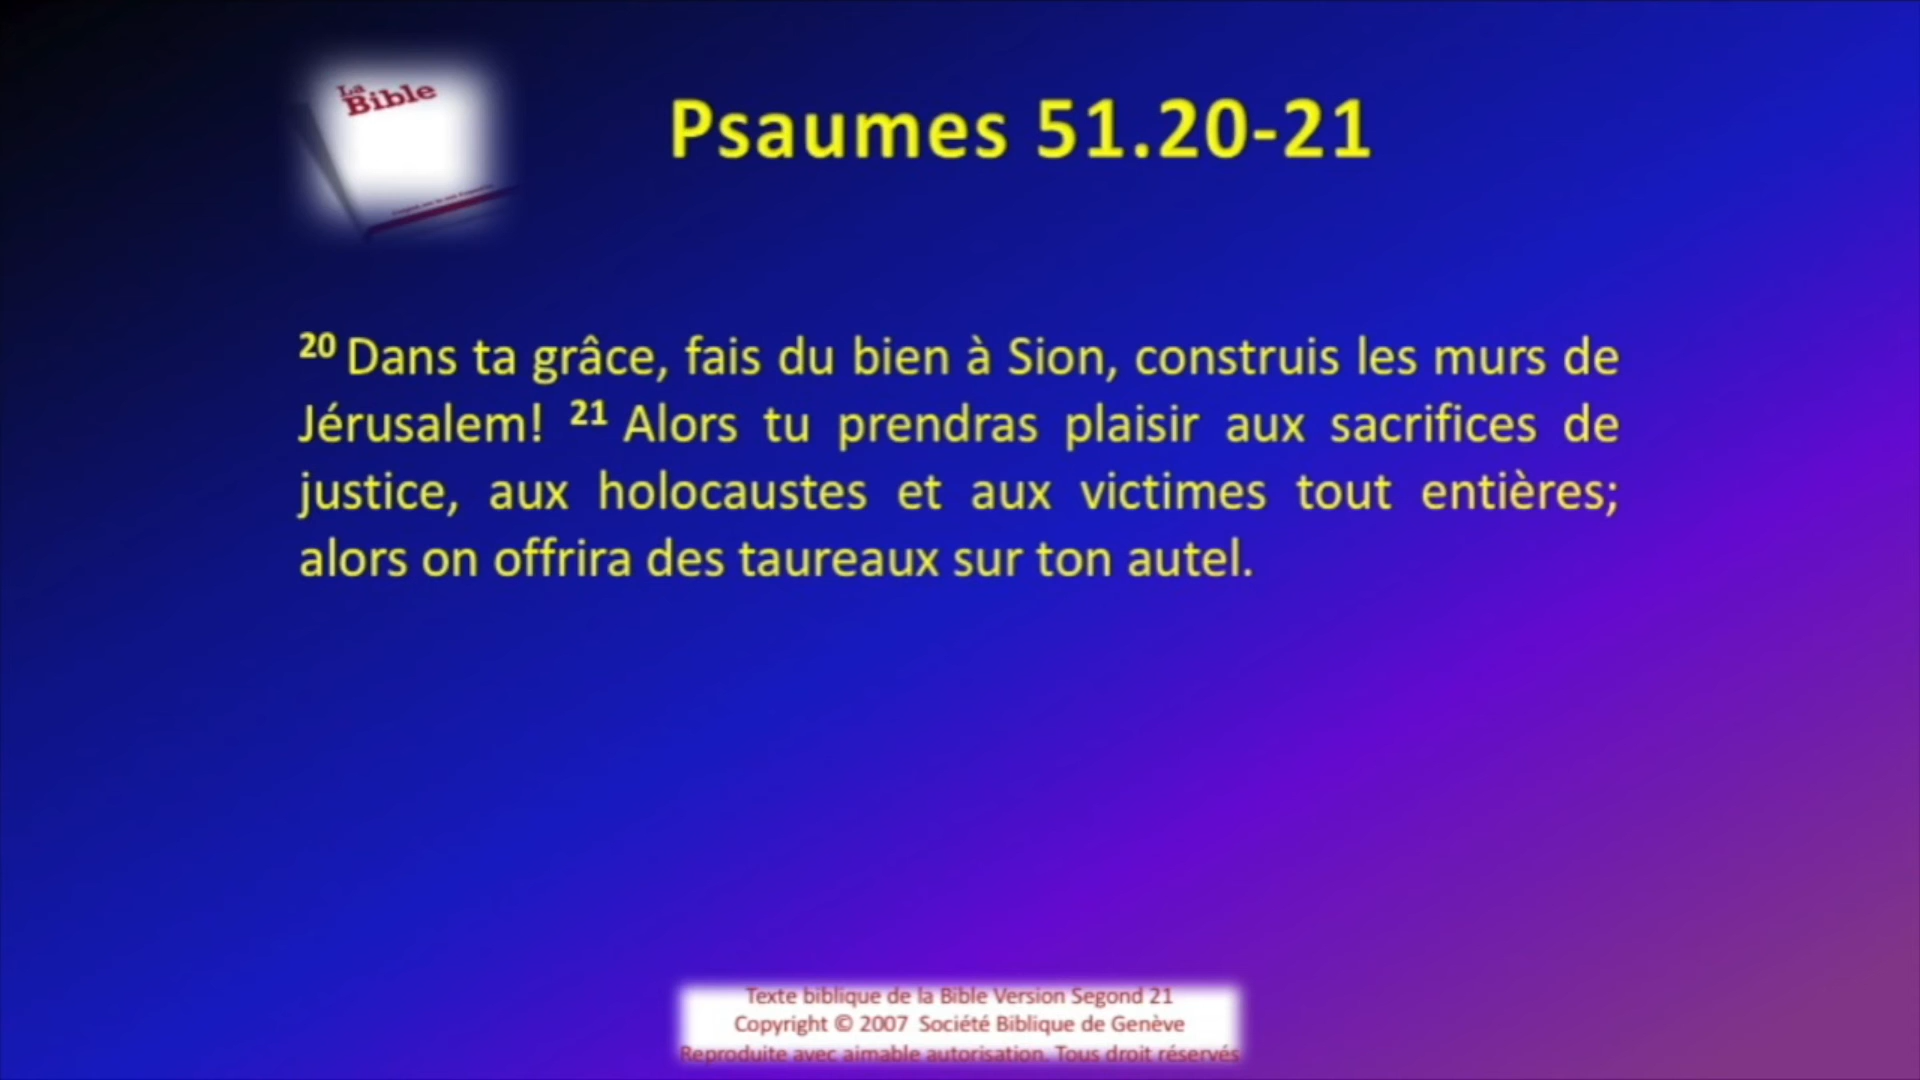 La
Bible
Psaumes 51.20-21
20 Dans ta grâce, fais du bien à Sion, construis les murs de
Jérusalem! 21 Alors tu prendras plaisir aux sacrifices de
justice, aux holocaustes et aux victimes tout entières;
alors on offrira des taureaux sur ton autel.
Texte biblique de la Bible Version Segond 21
Copyright © 2007 Société Biblique de Genève
Reproduite avec aimable autorisation. Tous droit réservés